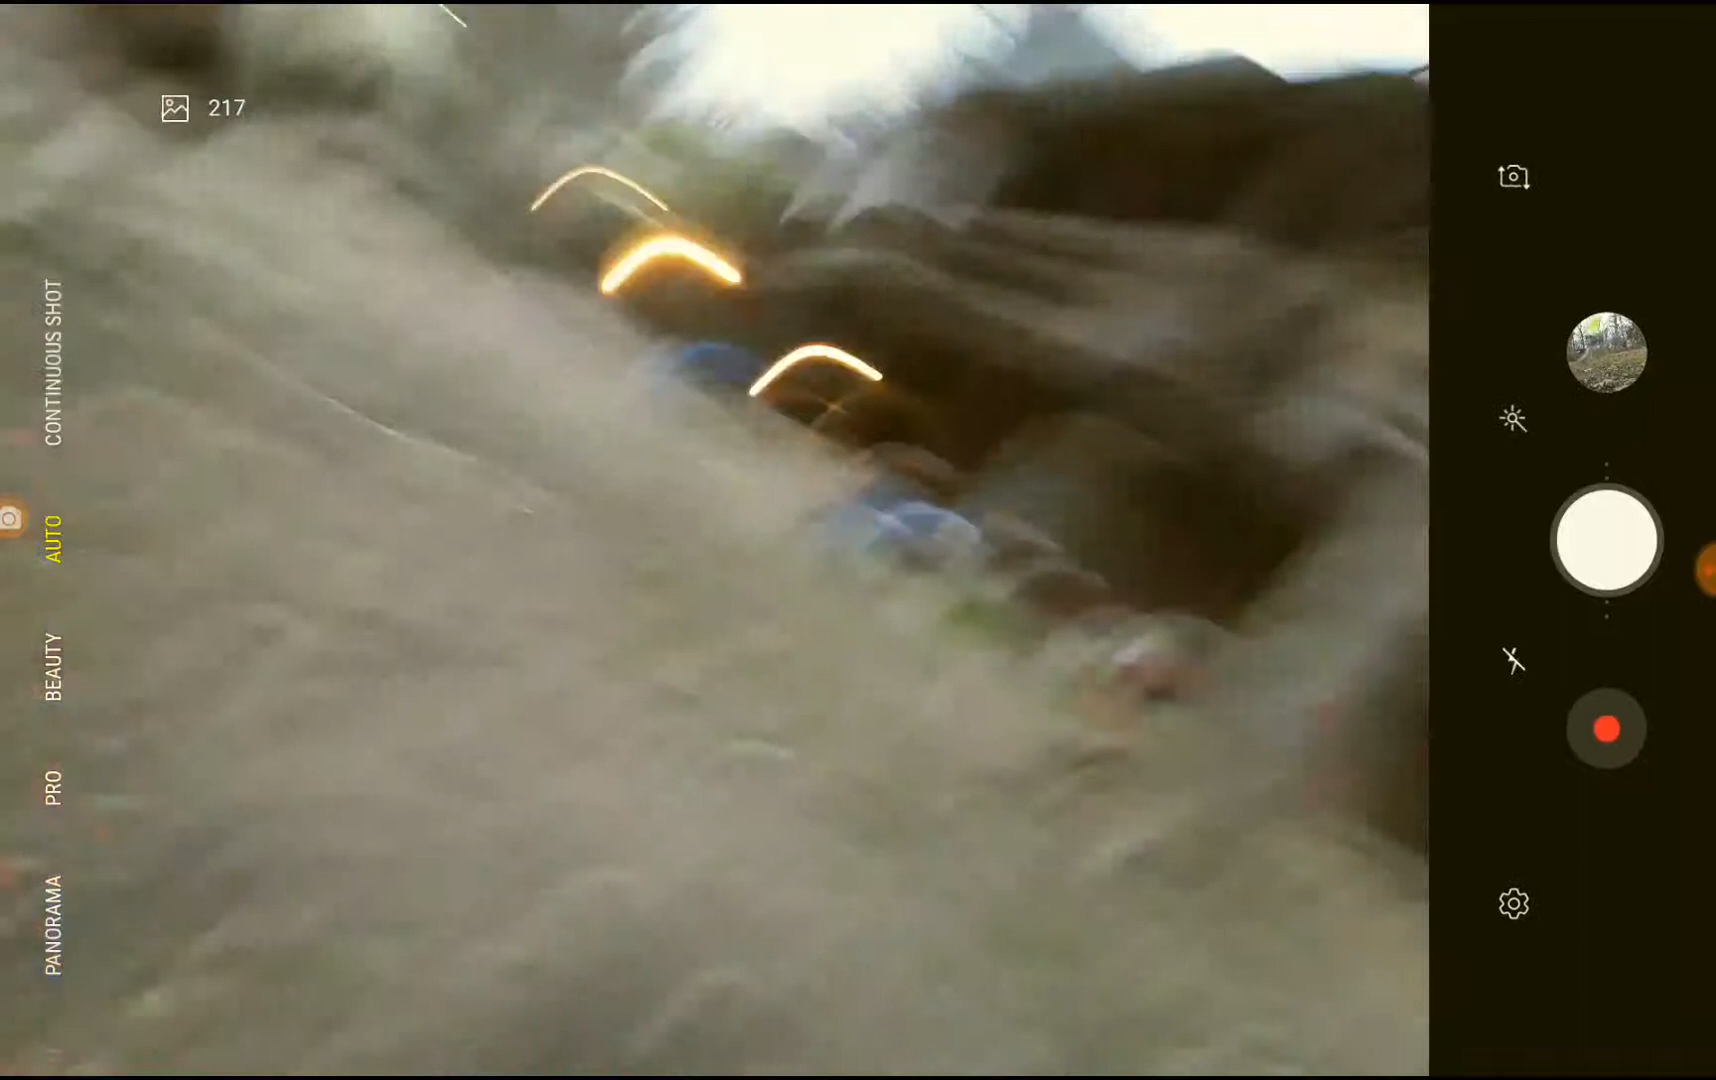 217
CONTINUOUS SHOT
AUTO
BEAUTY
PRO
PANORAMA